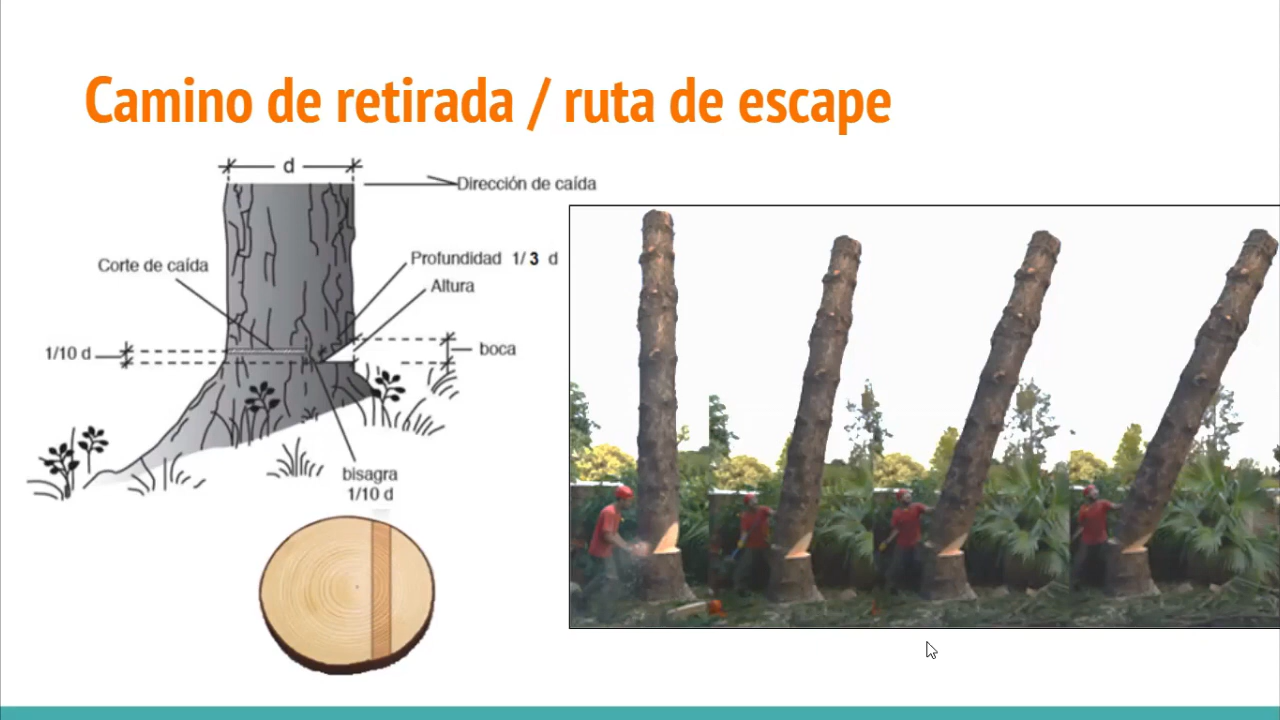 Camino de retirada / ruta de escape
d
Dirección de caída
Corte de caída
Profundidad 1/3 d
Altura
1/10 d
boca
bisagra
1/10 d